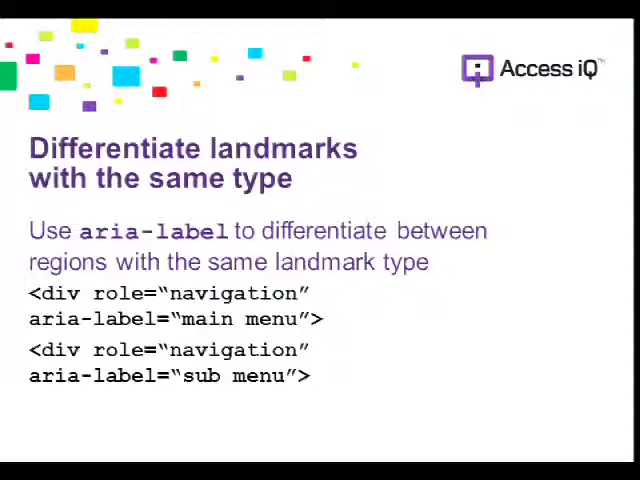 Access iQ™
Differentiate landmarks
with the same type
Use aria-label to differentiate between
regions with the same landmark type
<div role=“navigation”
aria-label=“main menu”>
<div role=“navigation”
aria-label=“sub menu”>